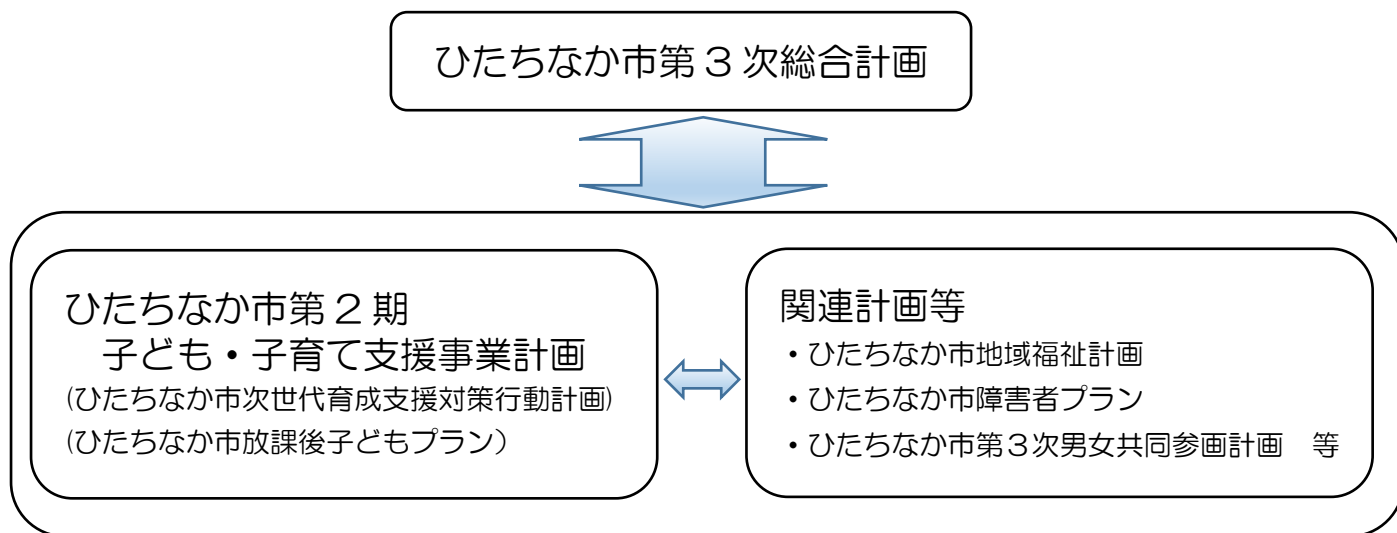 ひたちなか市第３次総合計画
ひたちなか市第２期
子ども・子育て支援事業計画
(ひたちなか市次世代育成支援対策行動計画)
(ひたちなか市放課後子どもプラン）
関連計画等
・ひたちなか市地域福祉計画
・ひたちなか市障害者プラン
・ひたちなか市第３次男女共同参画計画　等